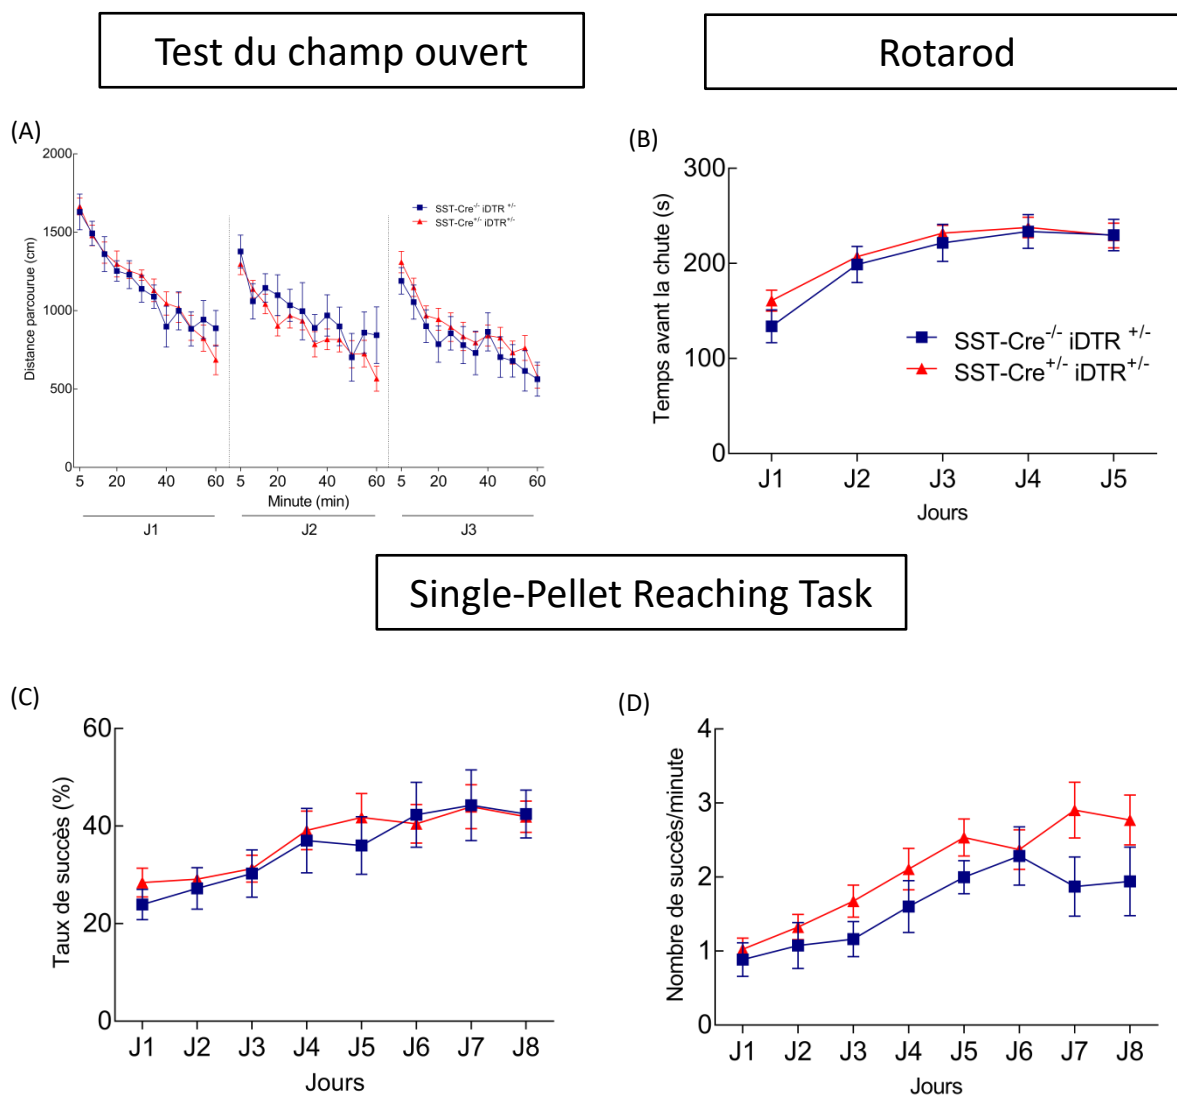 Test du champ ouvert
Rotarod
(A)
2000
1500
1000
500
0
Distance parcourue (cm)
SST-Cre-/- iDTR +/-
SST-Cre+/- iDTR+/-
5 20 40 60 5 20 40 60 5 20 40 60
Minute (min)
J1 J2 J3
(B)
300
200
100
0
Temps avant la chute (s)
SST-Cre-/- iDTR +/-
SST-Cre+/- iDTR+/-
J1 J2 J3 J4 J5
Jours
Single-Pellet Reaching Task
(C)
60
40
20
0
Taux de succès (%)
J1 J2 J3 J4 J5 J6 J7 J8
Jours
(D)
4
3
2
1
0
Nombre de succès/minute
J1 J2 J3 J4 J5 J6 J7 J8
Jours